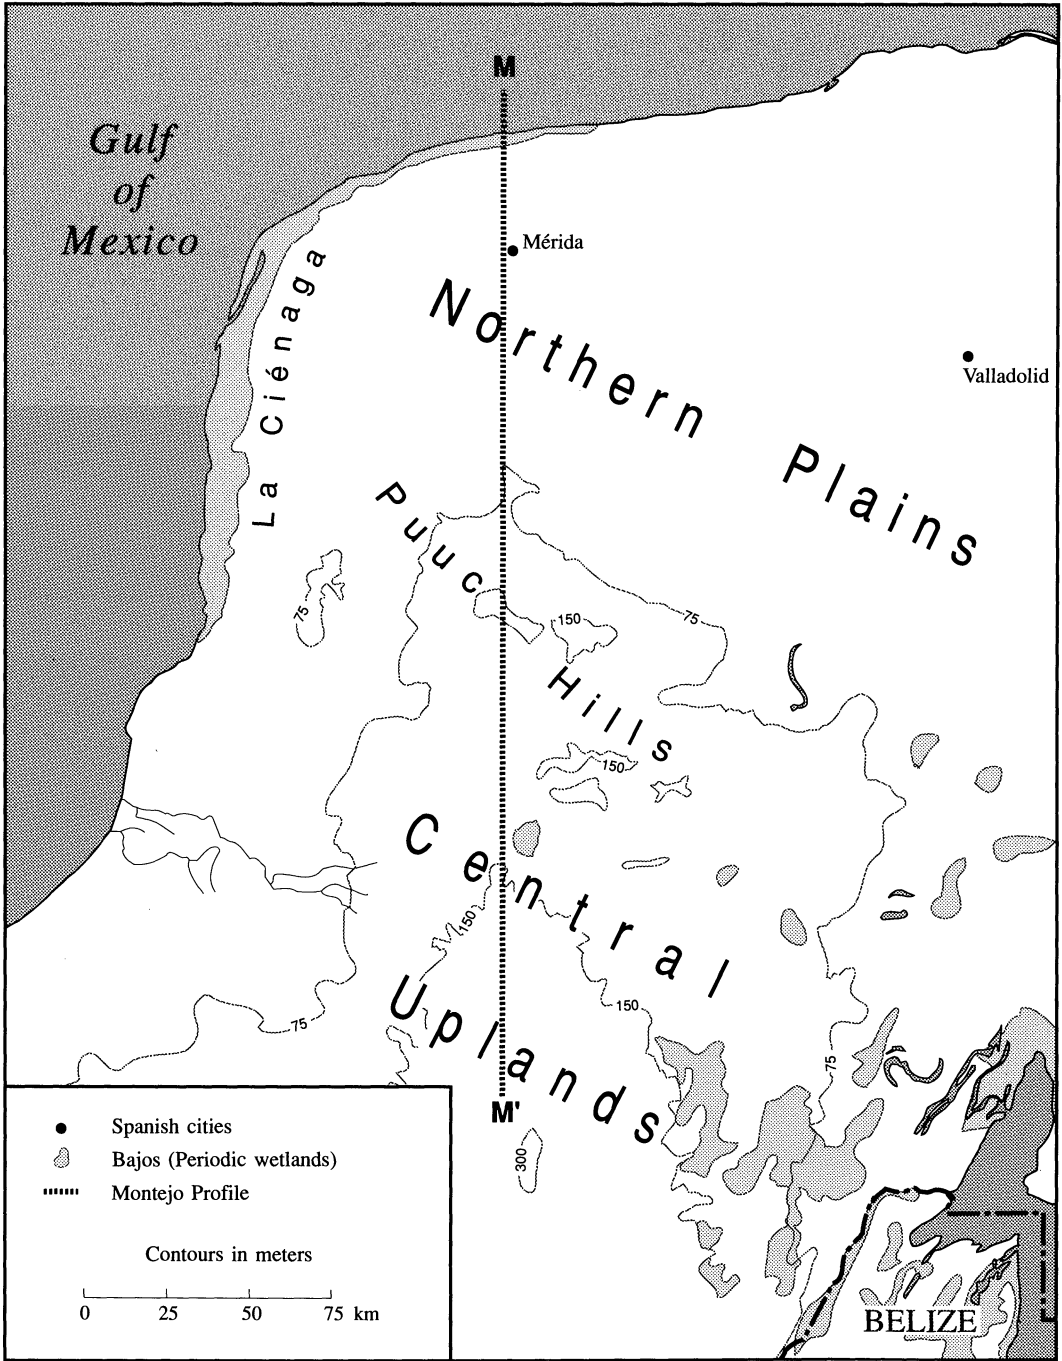 M
Gulf
of
Mexico
Mérida
La Ciénaga
Northern Plains
Valladolid
Puuc Hills
75
150
75
150
Central
Uplands
150
150
75
75
M'
300
Spanish cities
Bajos (Periodic wetlands)
Montejo Profile
Contours in meters
0 25 50 75 km
BELIZE